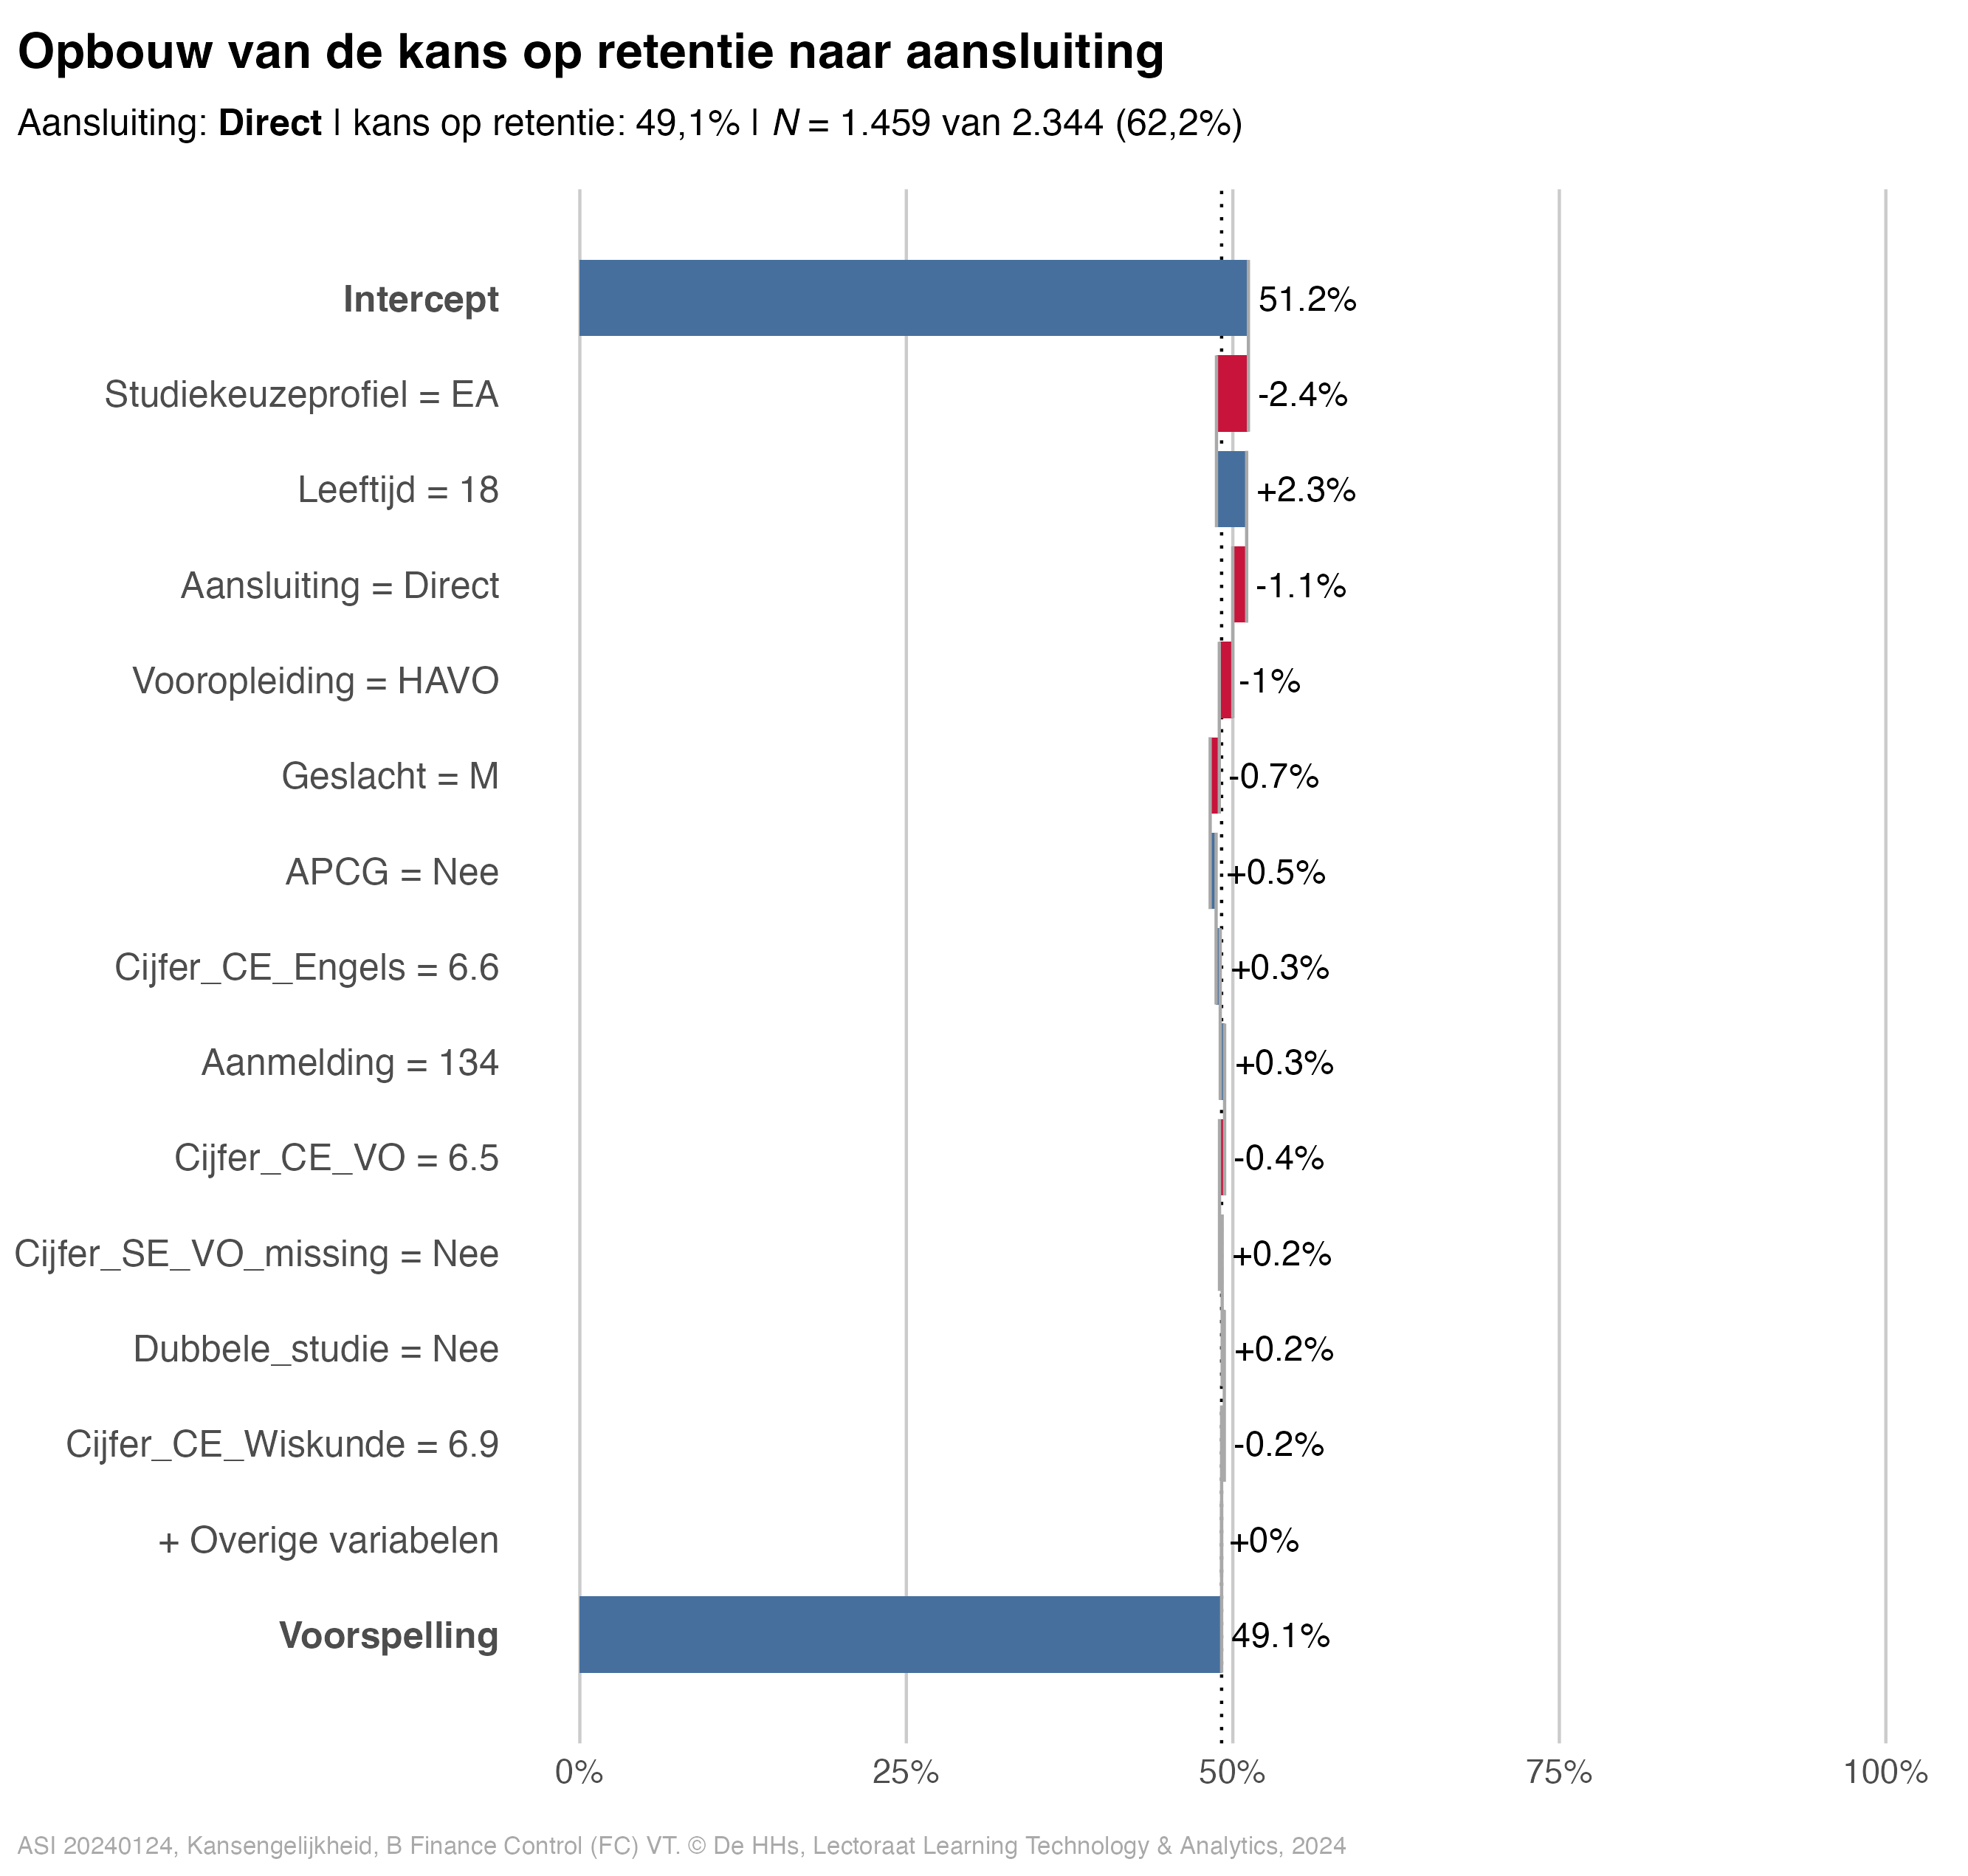 Opbouw van de kans op retentie naar aansluiting
Aansluiting: Direct | kans op retentie: 49,1% | N = 1.459 van 2.344 (62,2%)
Intercept 51.2%
Studiekeuzeprofiel = EA -2.4%
Leeftijd = 18 +2.3%
Aansluiting = Direct -1.1%
Vooropleiding = HAVO -1%
Geslacht = M -0.7%
APCG = Nee +0.5%
Cijfer_CE_Engels = 6.6 +0.3%
Aanmelding = 134 +0.3%
Cijfer_CE_VO = 6.5 -0.4%
Cijfer_SE_VO_missing = Nee +0.2%
Dubbele_studie = Nee +0.2%
Cijfer_CE_Wiskunde = 6.9 -0.2%
+ Overige variabelen +0%
Voorspelling 49.1%
0% 25% 50% 75% 100%
ASI 20240124, Kansengelijkheid, B Finance Control (FC) VT. © De HHs, Lectoraat Learning Technology & Analytics, 2024